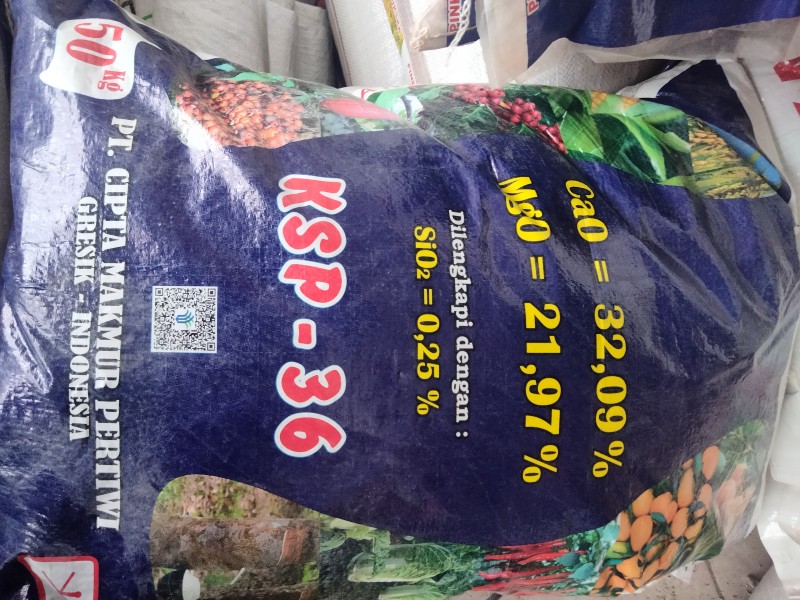 CaO = 32,09 %
MgO = 21,97 %
Dilengkapi dengan :
SiO₂ = 0,25 %
KSP-36
PT. CIPTA MAKMUR PERTIWI
GRESIK - INDONESIA
50 Kg